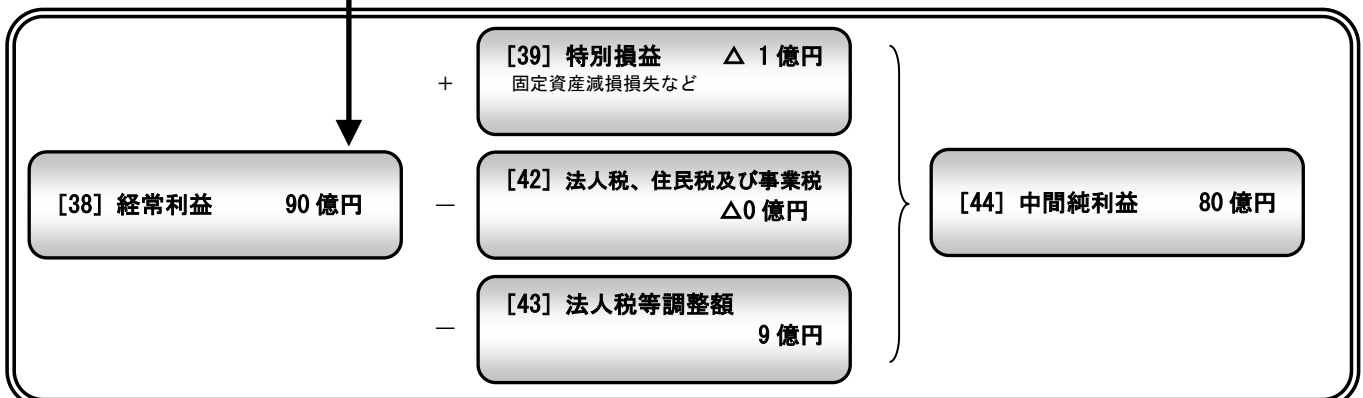 [38] 経常利益 90 億円
+
[39] 特別損益 △ 1 億円
固定資産減損損失など
－
[42] 法人税、住民税及び事業税
△0 億円
－
[43] 法人税等調整額
9 億円
[44] 中間純利益 80 億円